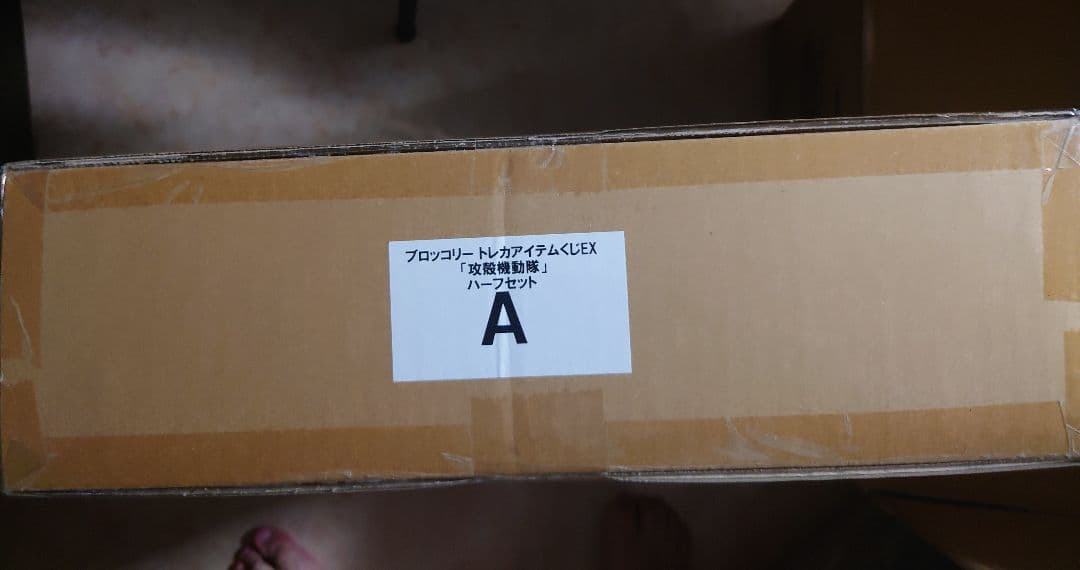 ブロッコリー トレカアイテムくじEX
「攻殻機動隊」
ハーフセット
A